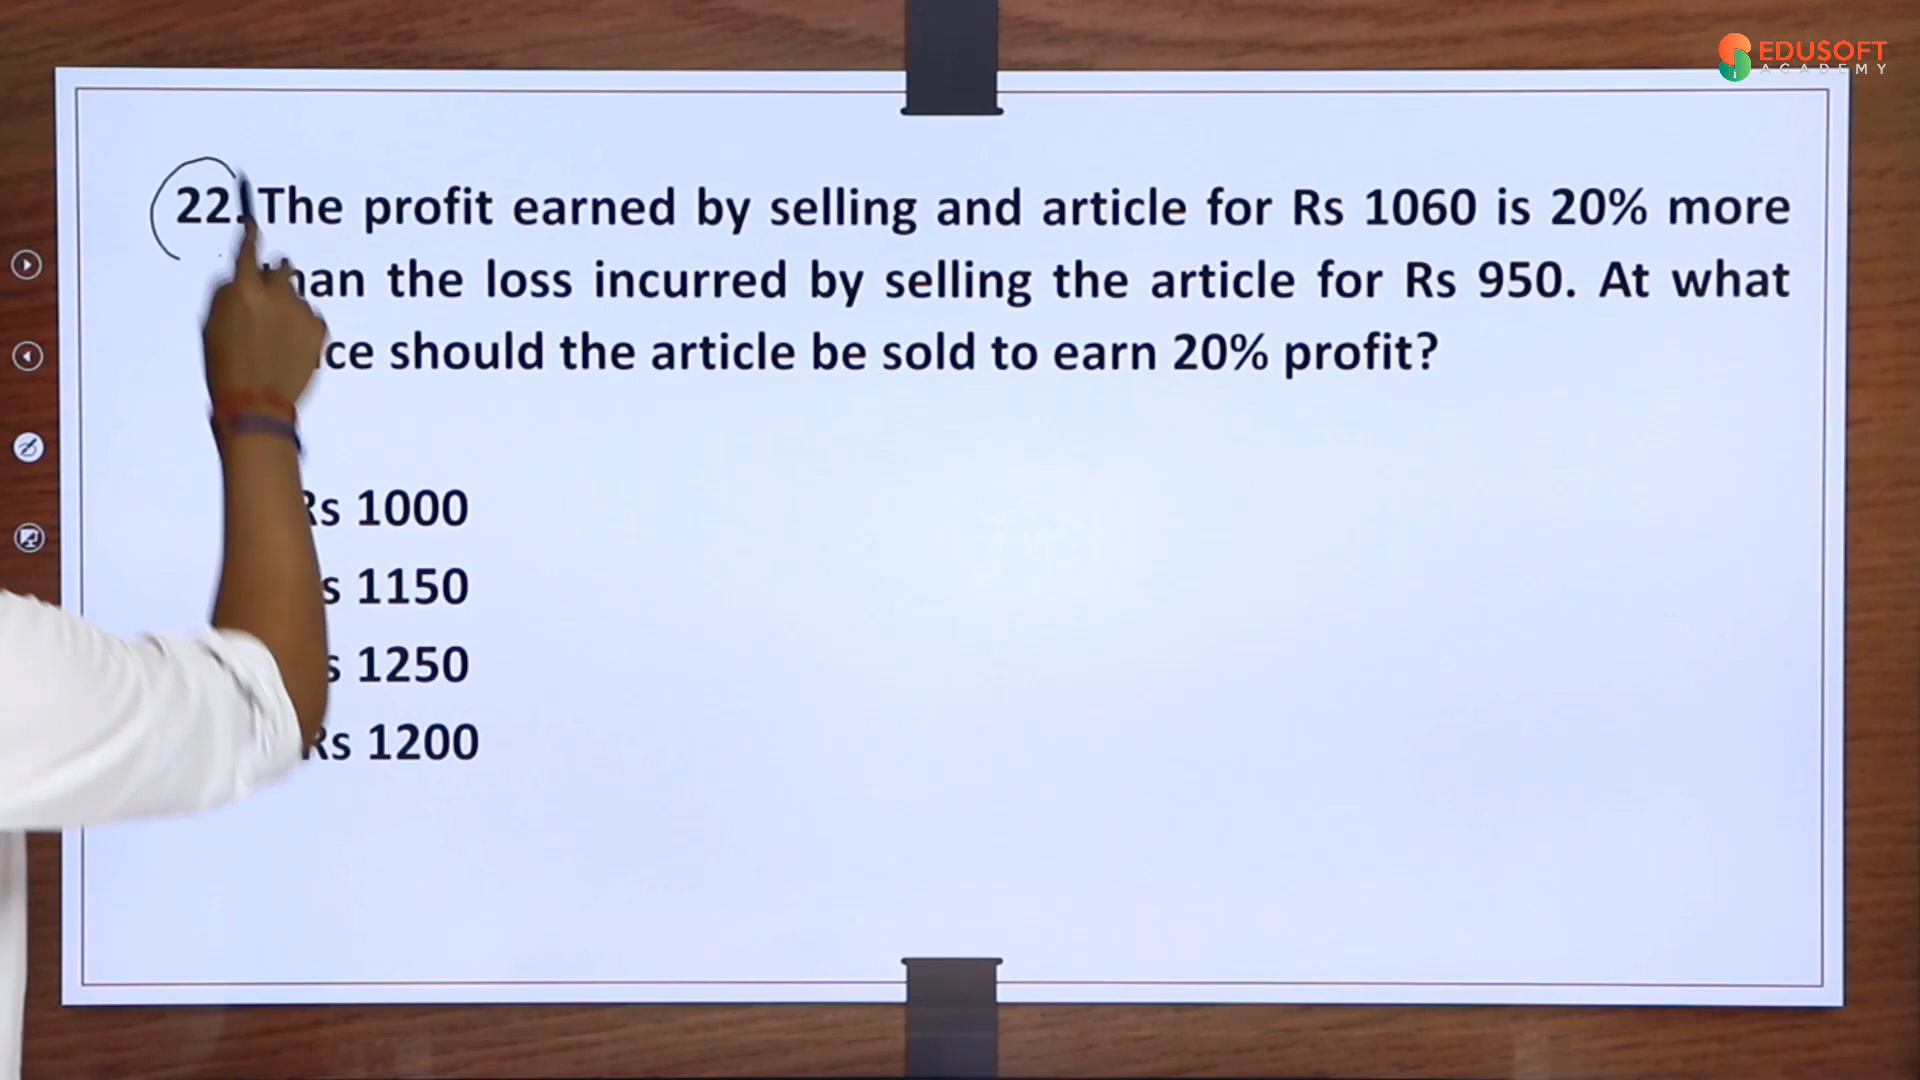 EDUSOFT
ACADEMY
22. The profit earned by selling and article for Rs 1060 is 20% more
the loss incurred by selling the article for Rs 950. At what
should the article be sold to earn 20% profit?
Rs 1000
1150
1250
Rs 1200